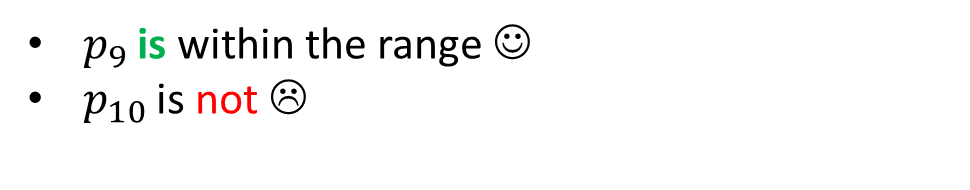 • p₉ is within the range ☺
• p₁₀ is not ☹